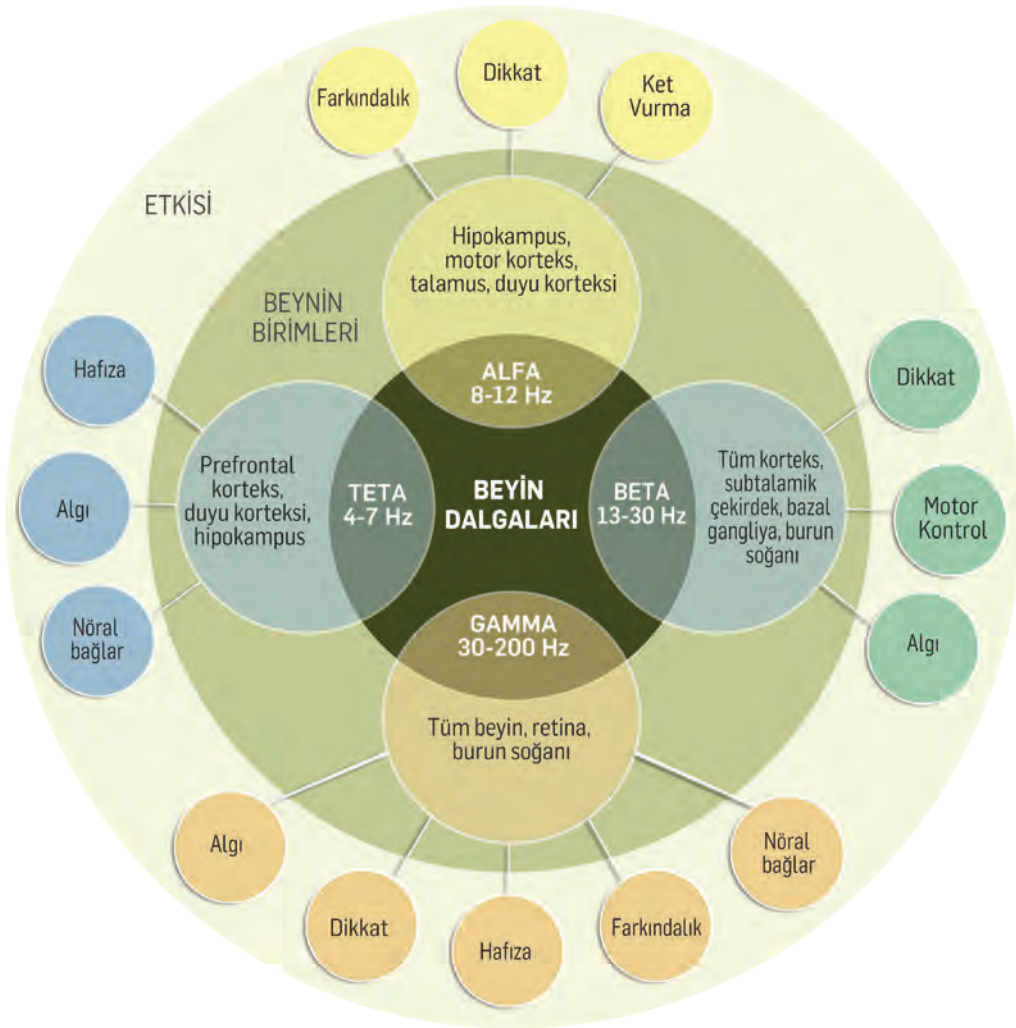 Farkındalık
Dikkat
Ket
Vurma
ETKİSİ
Hipokampus,
motor korteks,
talamus, duyu korteksi
BEYNİN
BİRİMLERİ
ALFA
8-12 Hz
Hafıza
Algı
Nöral
bağlar
Prefrontal
korteks,
duyu korteksi,
hipokampus
TETA
4-7 Hz
BEYİN
DALGALARI
BETA
13-30 Hz
Tüm korteks,
subtalamik
çekirdek, bazal
gangliya, burun
soğanı
Dikkat
Motor
Kontrol
Algı
GAMMA
30-200 Hz
Tüm beyin, retina,
burun soğanı
Algı
Dikkat
Hafıza
Farkındalık
Nöral
bağlar